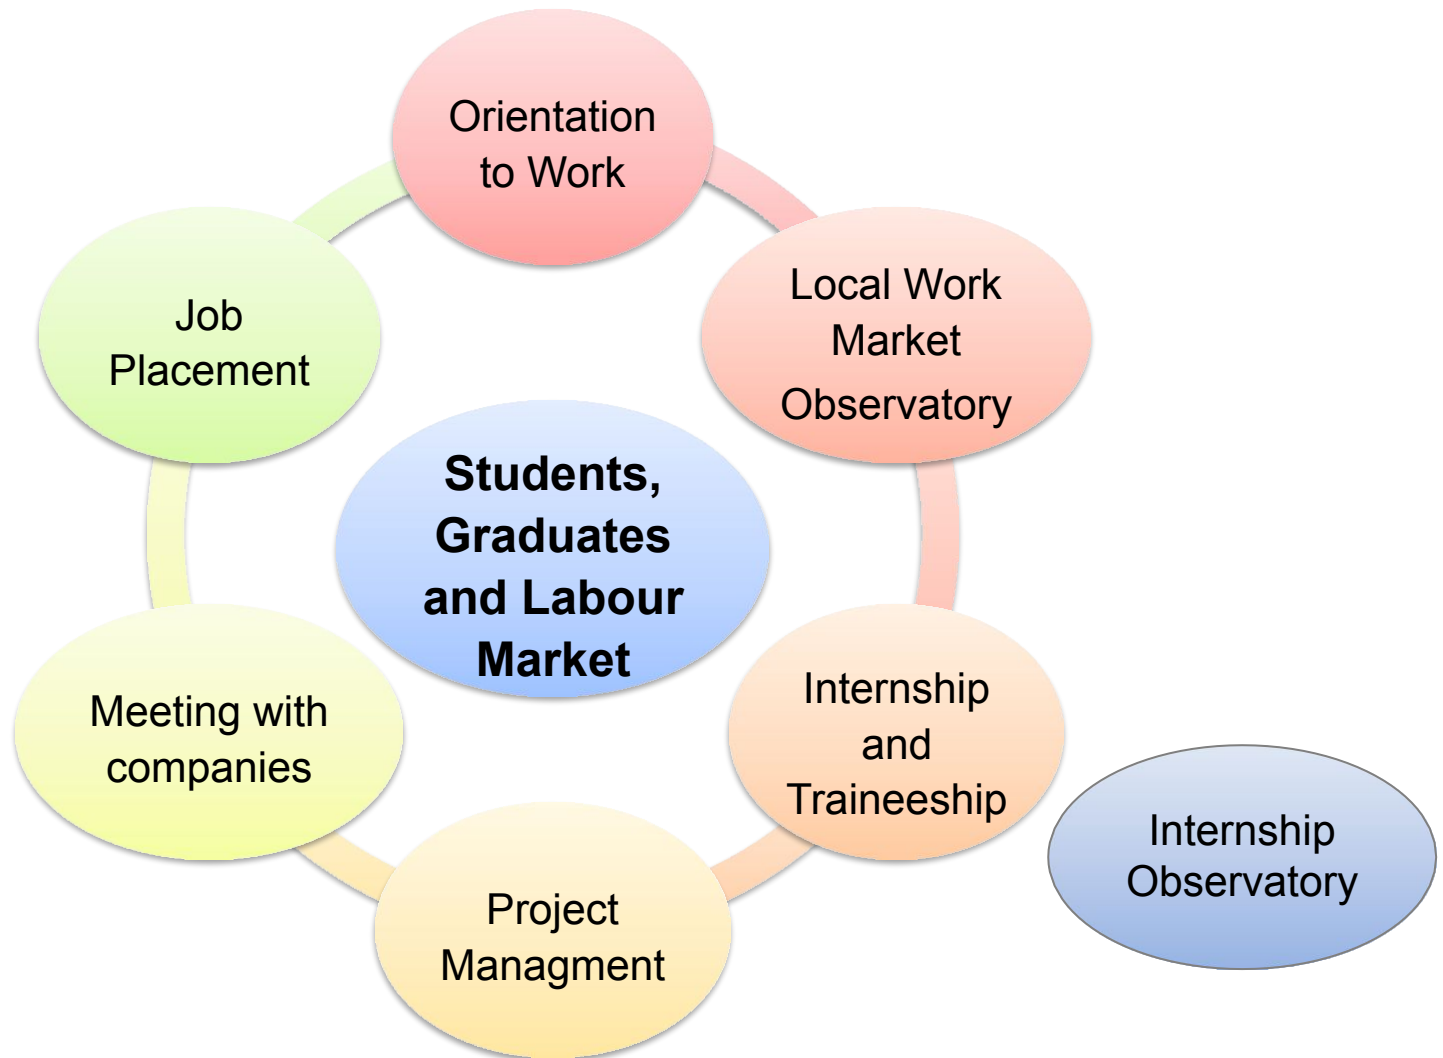 Orientation
to Work
Local Work
Market
Observatory
Job
Placement
Students,
Graduates
and Labour
Market
Internship
and
Traineeship
Meeting with
companies
Project
Managment
Internship
Observatory